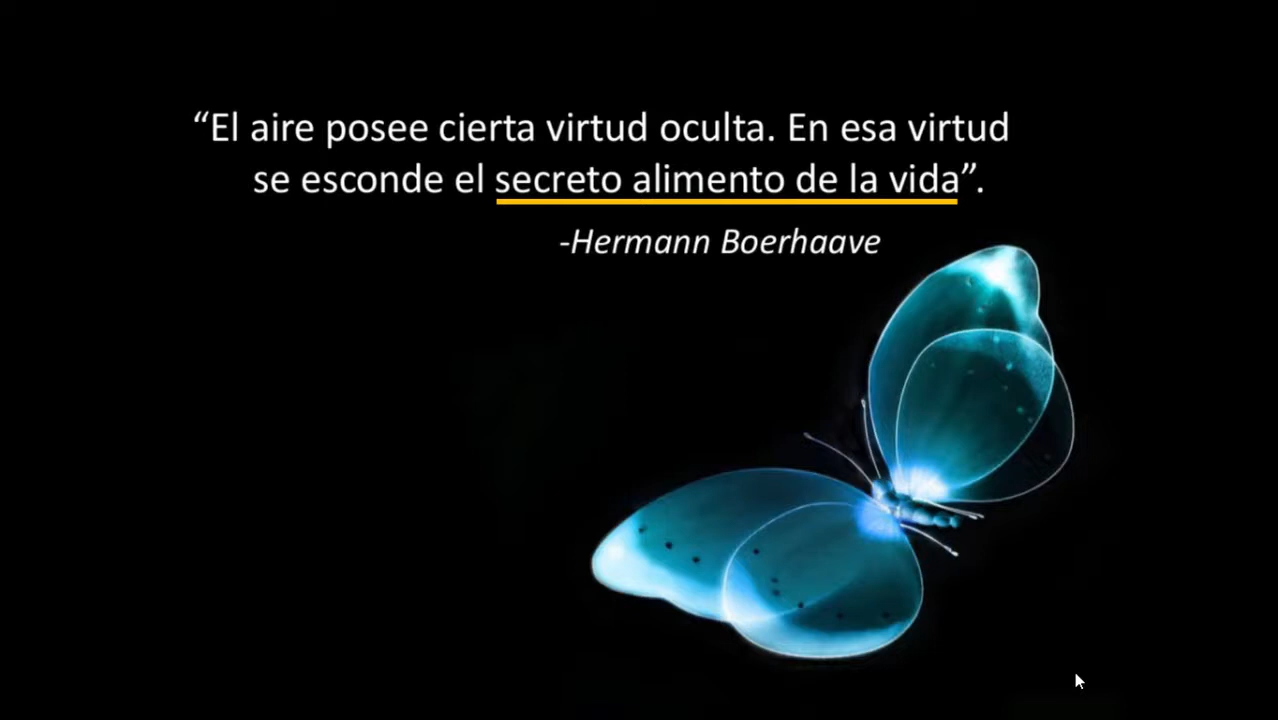 “El aire posee cierta virtud oculta. En esa virtud
se esconde el secreto alimento de la vida”.
-Hermann Boerhaave